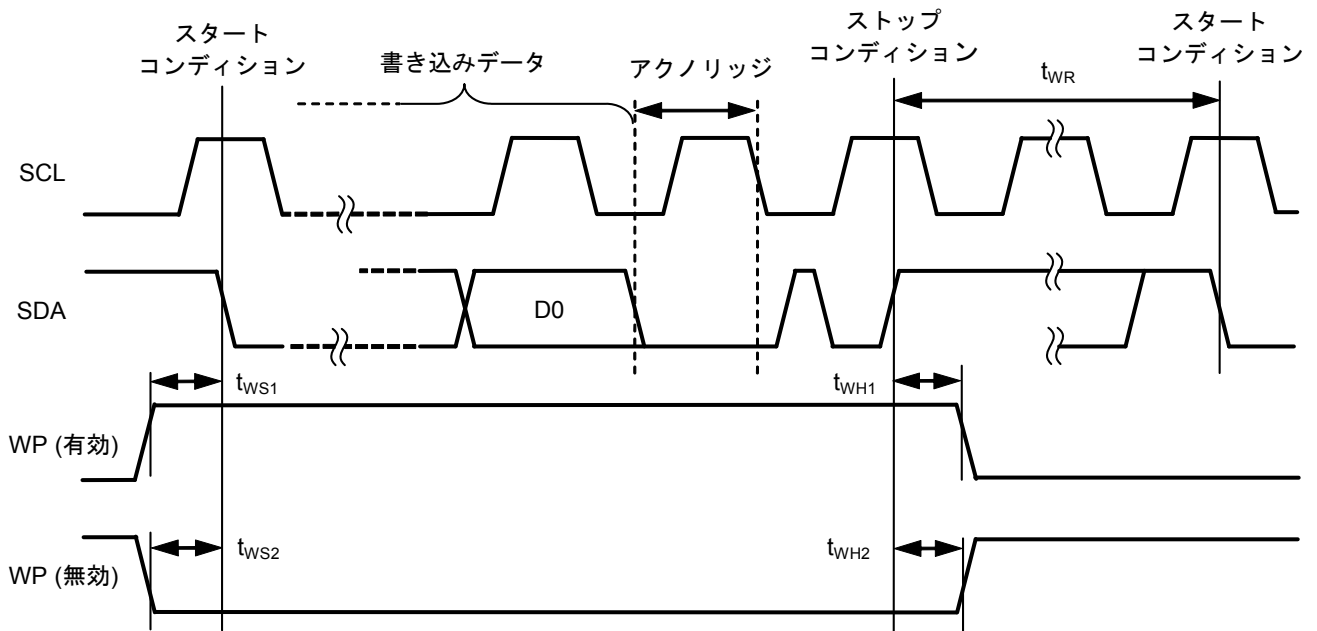 スタート
コンディション
書き込みデータ
アクノリッジ
ストップ
コンディション
tWR
スタート
コンディション
SCL
SDA
D0
tWS1
tWH1
WP (有効)
tWS2
tWH2
WP (無効)